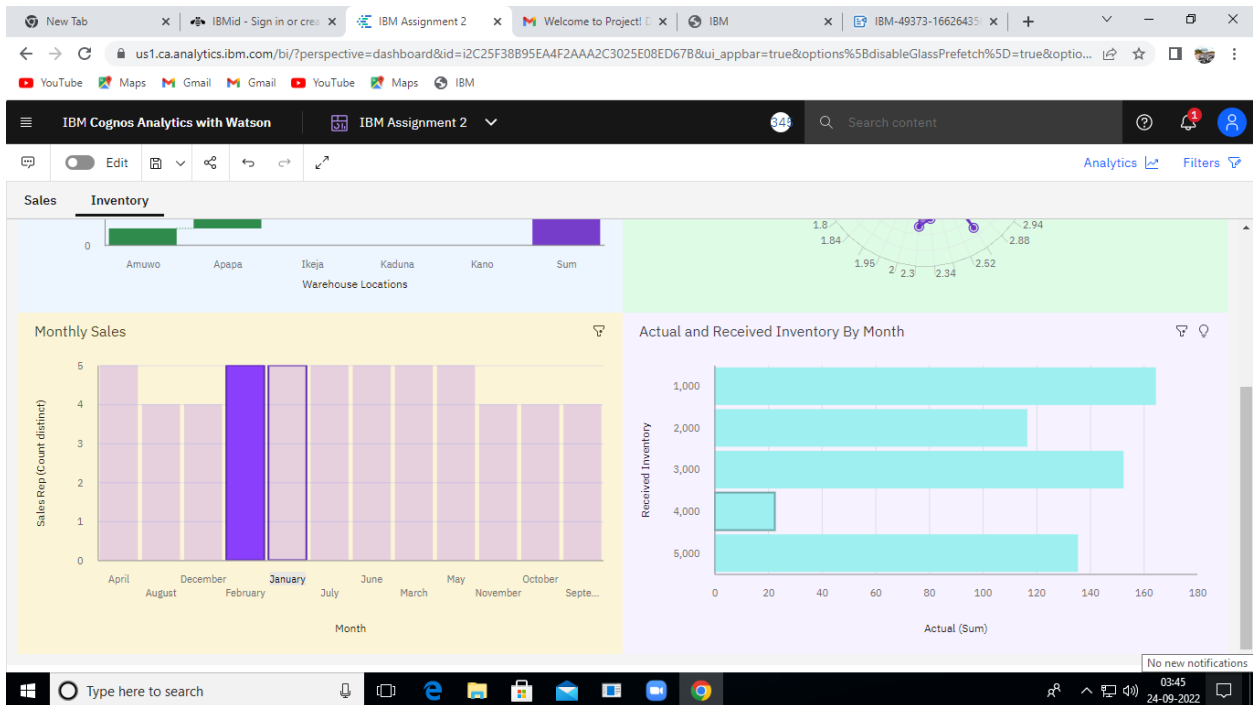 New Tab
IBMid - Sign in or crea
IBM Assignment 2
Welcome to Project! D
IBM
IBM-49373-16626435
us1.ca.analytics.ibm.com/bi/?perspective=dashboard&id=i2C25F38B95EA4F2AAA2C3025E08ED67B&ui_appbar=true&options%5BdisableGlassPrefetch%5D=true&optio...
YouTube Maps Gmail Gmail YouTube Maps IBM
IBM Cognos Analytics with Watson
IBM Assignment 2
345
Search content
1
Edit
Analytics
Filters
Sales Inventory
0
Amuwo Apapa Ikeja Kaduna Kano Sum
Warehouse Locations
1.8 2.94
1.84 2.88
1.95 2 2.3 2.34 2.52
Monthly Sales
5
4
3
2
1
0
Sales Rep (Count distinct)
April December January June May October
August February July March November Septe...
Month
Actual and Received Inventory By Month
1,000
2,000
3,000
4,000
5,000
Received Inventory
0 20 40 60 80 100 120 140 160 180
Actual (Sum)
No new notifications
Type here to search
03:45
24-09-2022